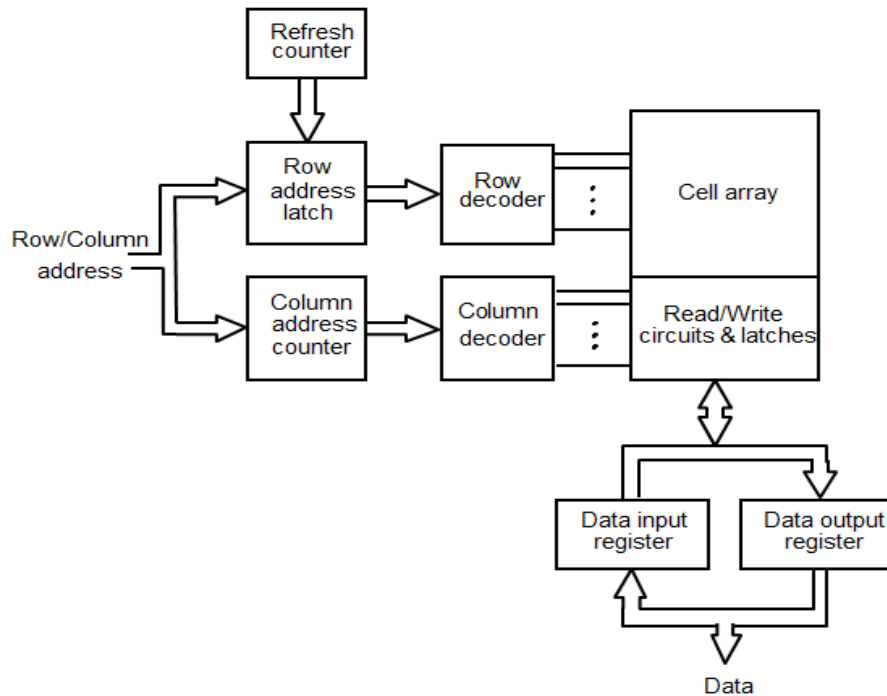 Refresh
counter
Row
address
latch
Row
decoder
Cell array
Row/Column
address
Column
address
counter
Column
decoder
Read/Write
circuits & latches
Data input
register
Data output
register
Data